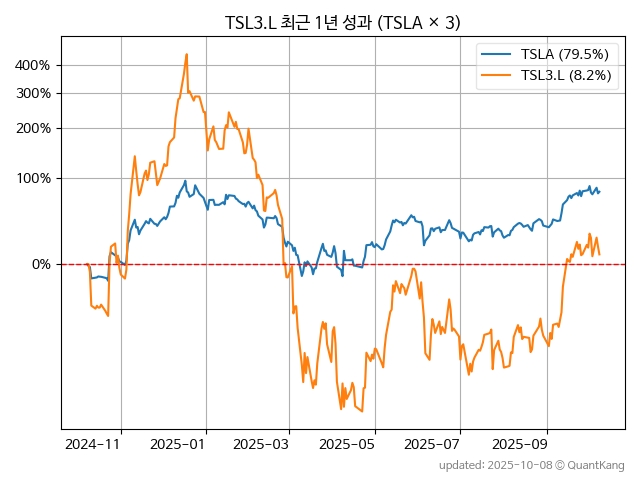 TSL3.L 최근 1년 성과 (TSLA × 3)
TSLA (79.5%)
TSL3.L (8.2%)
400%
300%
200%
100%
0%
2024-11
2025-01
2025-03
2025-05
2025-07
2025-09
updated: 2025-10-08 © QuantKang